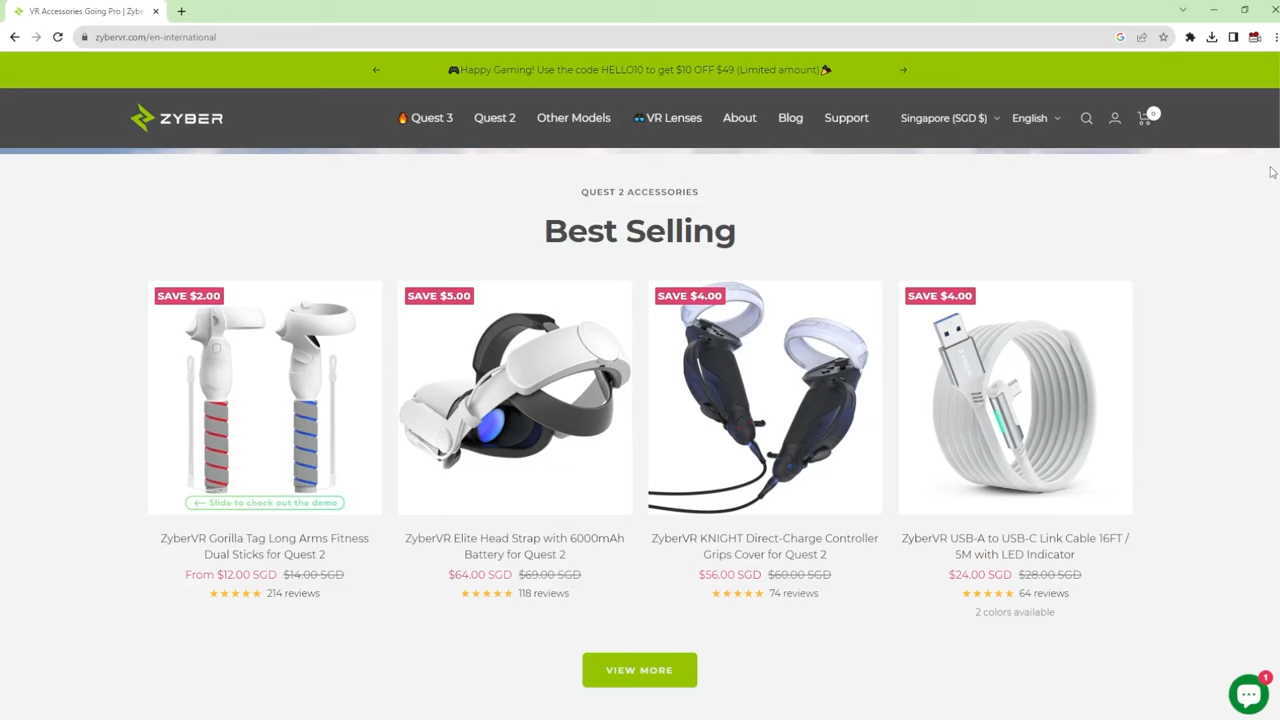 VR Accessories Going Pro | Zybe
zybervr.com/en-international
🎮Happy Gaming! Use the code HELLO10 to get $10 OFF $49 (Limited amount)🎉
ZYBER
🔥 Quest 3
Quest 2
Other Models
VR Lenses
About
Blog
Support
Singapore (SGD $)
English
0
QUEST 2 ACCESSORIES
Best Selling
SAVE $2.00
SAVE $5.00
SAVE $4.00
SAVE $4.00
ZYBER
← Slide to check out the demo
ZyberVR Gorilla Tag Long Arms Fitness
Dual Sticks for Quest 2
From $12.00 SGD $14.00 SGD
★★★★★ 214 reviews
ZyberVR Elite Head Strap with 6000mAh
Battery for Quest 2
$64.00 SGD $69.00 SGD
★★★★★ 118 reviews
ZyberVR KNIGHT Direct-Charge Controller
Grips Cover for Quest 2
$56.00 SGD $60.00 SGD
★★★★★ 74 reviews
ZyberVR USB-A to USB-C Link Cable 16FT /
5M with LED Indicator
$24.00 SGD $28.00 SGD
★★★★★ 64 reviews
2 colors available
VIEW MORE
1